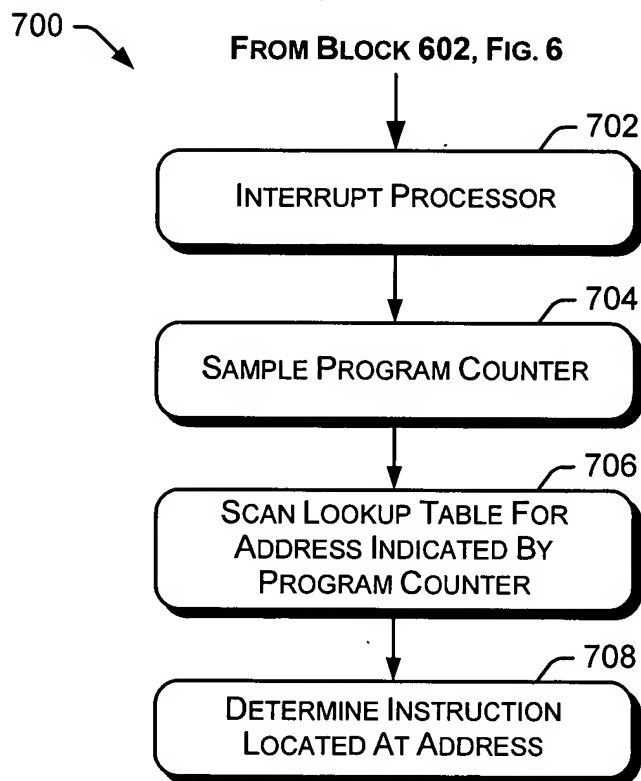 700
FROM BLOCK 602, FIG. 6
702
INTERRUPT PROCESSOR
704
SAMPLE PROGRAM COUNTER
706
SCAN LOOKUP TABLE FOR
ADDRESS INDICATED BY
PROGRAM COUNTER
708
DETERMINE INSTRUCTION
LOCATED AT ADDRESS